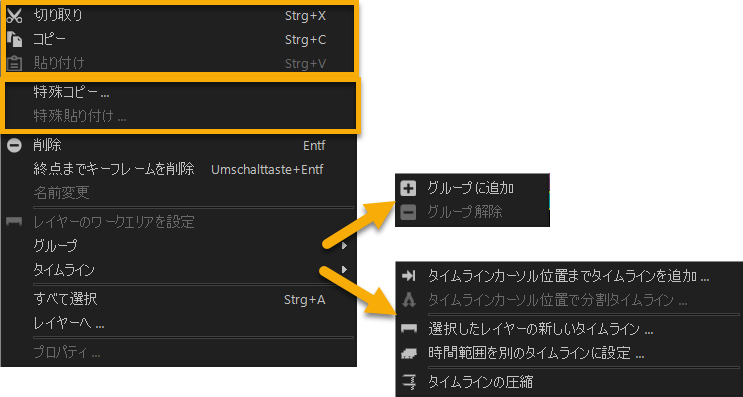 切り取り Strg+X
コピー Strg+C
貼り付け Strg+V
特殊コピー...
特殊貼り付け ...
削除 Entf
終点までキーフレームを削除 Umschalttaste+Entf
名前変更
レイヤーのワークエリアを設定
グループ
タイムライン
すべて選択 Strg+A
レイヤーへ ...
プロパティ ...
グループに追加
グループ解除
タイムラインカーソル位置までタイムラインを追加 ...
タイムラインカーソル位置で分割タイムライン ...
選択したレイヤーの新しいタイムライン ...
時間範囲を別のタイムラインに設定 ...
タイムラインの圧縮